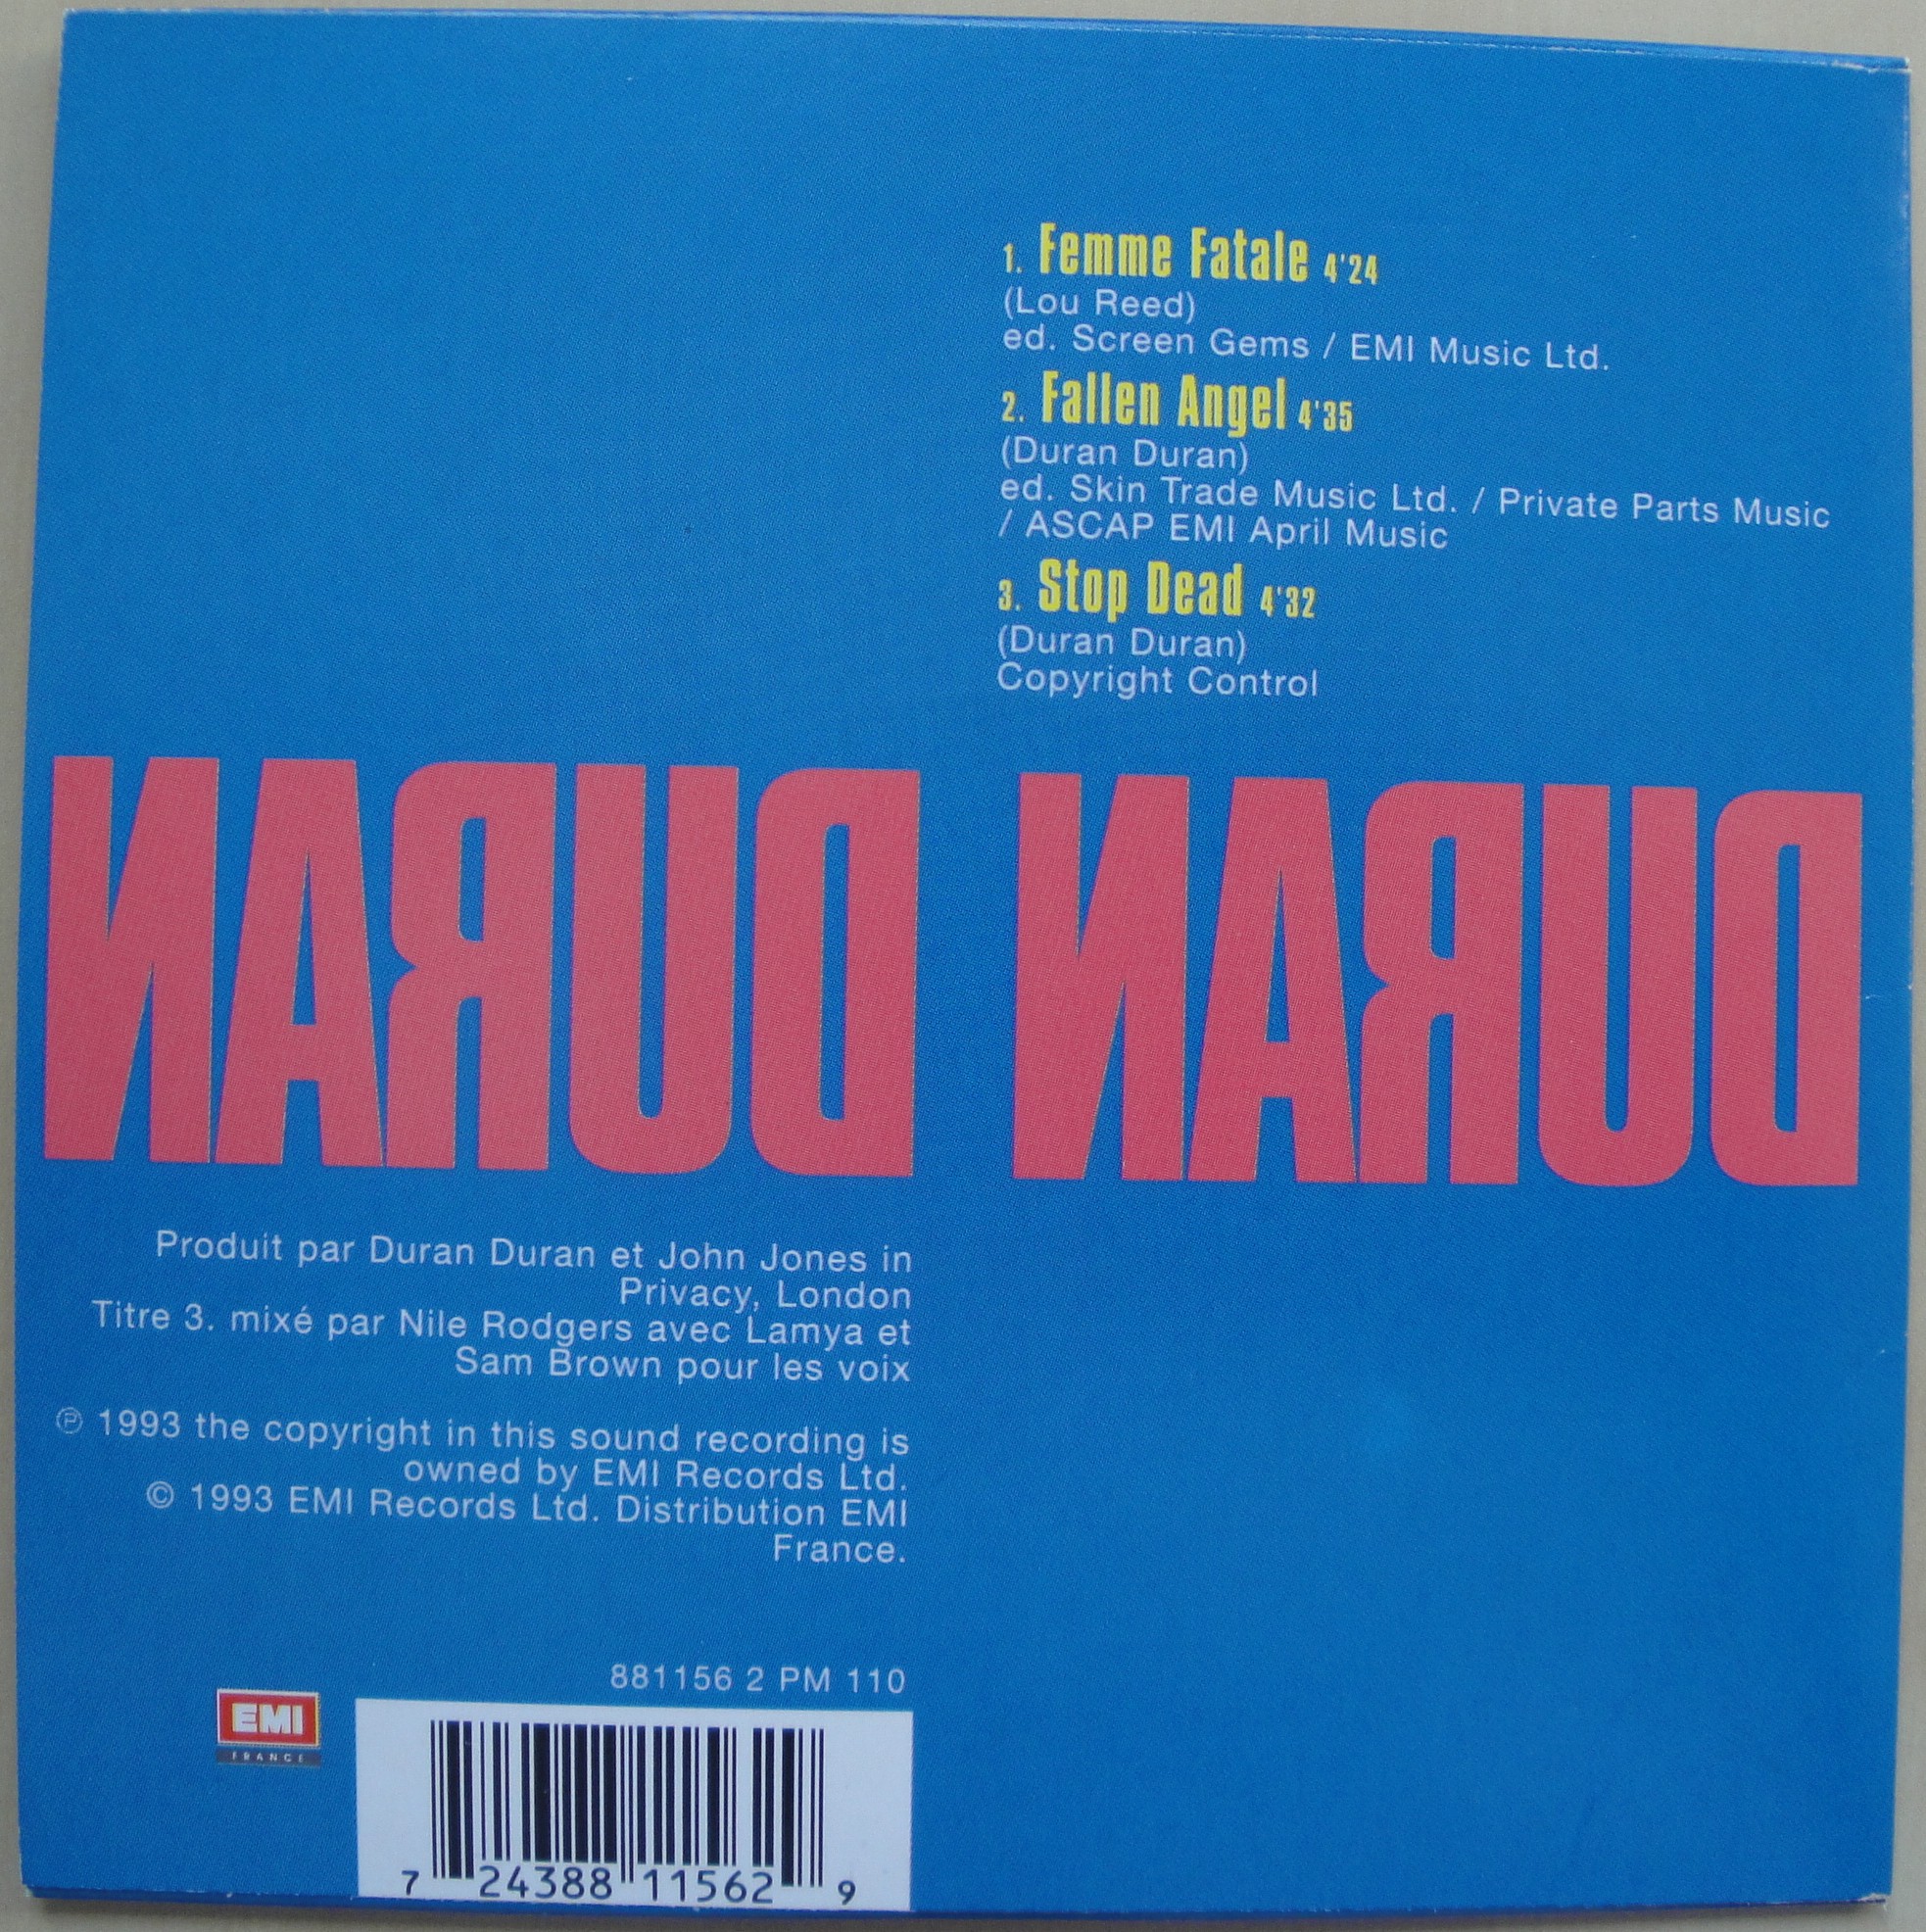 1. Femme Fatale 4'24
(Lou Reed)
ed. Screen Gems / EMI Music Ltd.
2. Fallen Angel 4'35
(Duran Duran)
ed. Skin Trade Music Ltd. / Private Parts Music
/ ASCAP EMI April Music
3. Stop Dead 4'32
(Duran Duran)
Copyright Control
DURAN DURAN
Produit par Duran Duran et John Jones in
Privacy, London
Titre 3. mixé par Nile Rodgers avec Lamya et
Sam Brown pour les voix
℗ 1993 the copyright in this sound recording is
owned by EMI Records Ltd.
© 1993 EMI Records Ltd. Distribution EMI
France.
881156 2 PM 110
EMI
FRANCE
7 24388 11562 9